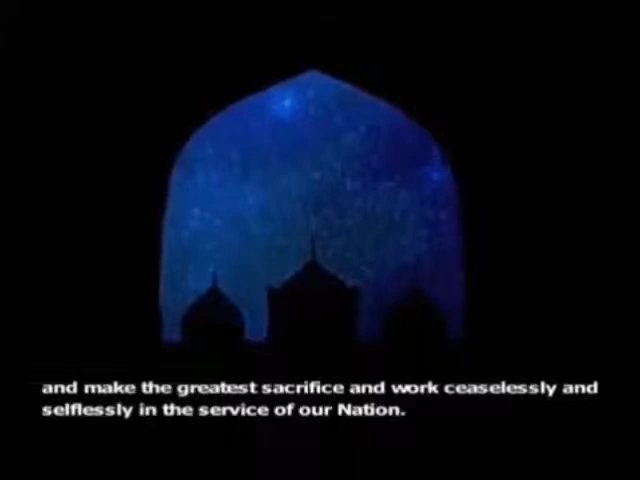 and make the greatest sacrifice and work ceaselessly and
selflessly in the service of our Nation.